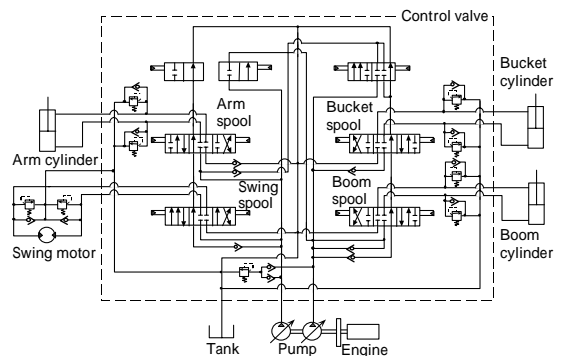 Control valve
Bucket
cylinder
Arm
spool
Bucket
spool
Arm cylinder
Swing
spool
Boom
spool
Swing motor
Boom
cylinder
Tank
Pump
Engine